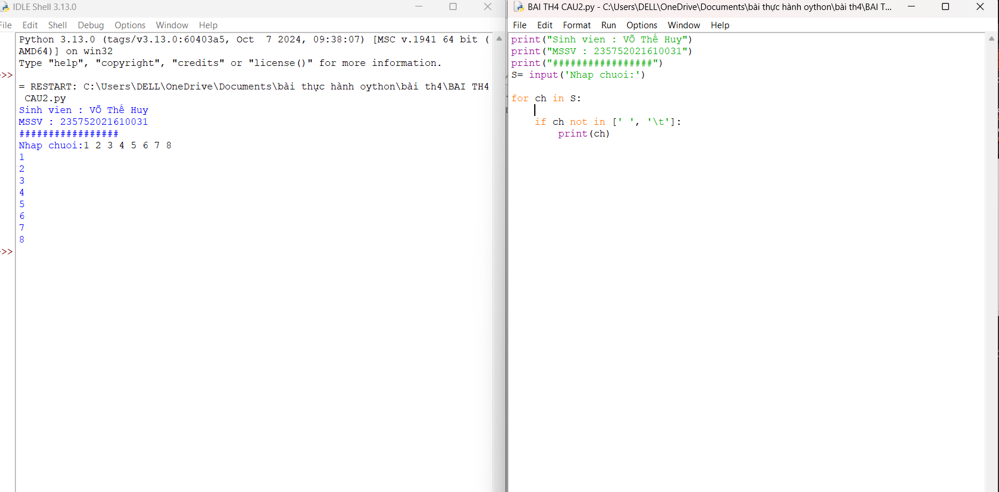 IDLE Shell 3.13.0
File Edit Shell Debug Options Window Help
Python 3.13.0 (tags/v3.13.0:60403a5, Oct  7 2024, 09:38:07) [MSC v.1941 64 bit (
AMD64)] on win32
Type "help", "copyright", "credits" or "license()" for more information.
>>>
= RESTART: C:\Users\DELL\OneDrive\Documents\bài thực hành oython\bài th4\BAI TH4
 CAU2.py
Sinh vien : VÕ Thế Huy
MSSV : 235752021610031
#################
Nhap chuoi:1 2 3 4 5 6 7 8
1
2
3
4
5
6
7
8
>>>
BAI TH4 CAU2.py - C:\Users\DELL\OneDrive\Documents\bài thực hành oython\bài th4\BAI T...
File Edit Format Run Options Window Help
print("Sinh vien : VÕ Thế Huy")
print("MSSV : 235752021610031")
print("#################")
S= input('Nhap chuoi:')
for ch in S:
    if ch not in [' ', '\t']:
        print(ch)